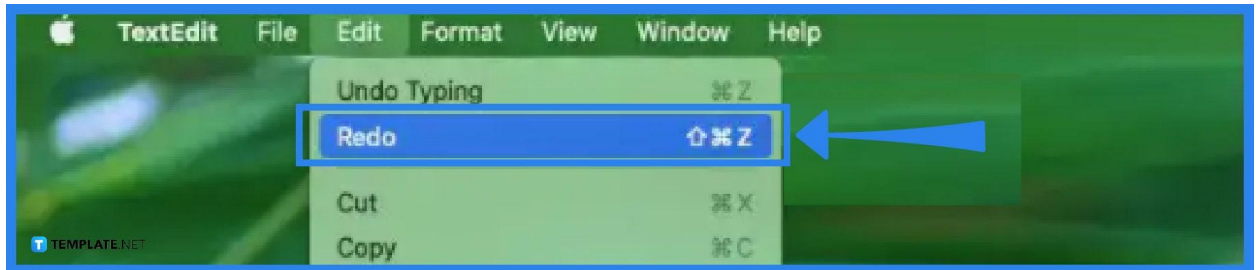 TextEdit File Edit Format View Window Help
Undo Typing ⌘ Z
Redo ⇧ ⌘ Z
Cut ⌘ X
Copy ⌘ C
T TEMPLATE.NET